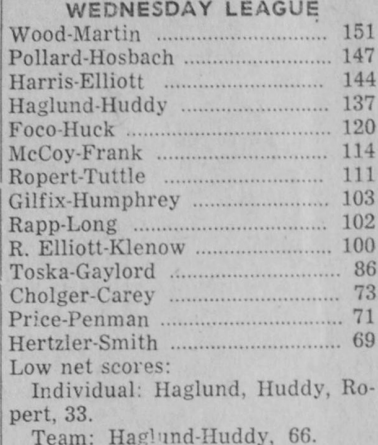 WEDNESDAY LEAGUE
Wood-Martin ........................ 151
Pollard-Hosbach ........................ 147
Harris-Elliott ........................ 144
Haglund-Huddy ........................ 137
Foco-Huck ........................ 120
McCoy-Frank ........................ 114
Ropert-Tuttle ........................ 111
Gilfix-Humphrey ........................ 103
Rapp-Long ........................ 102
R. Elliott-Klenow ........................ 100
Toska-Gaylord ........................ 86
Cholger-Carey ........................ 73
Price-Penman ........................ 71
Hertzler-Smith ........................ 69
Low net scores:
Individual: Haglund, Huddy, Ro-
pert, 33.
Team: Haglund-Huddy, 66.